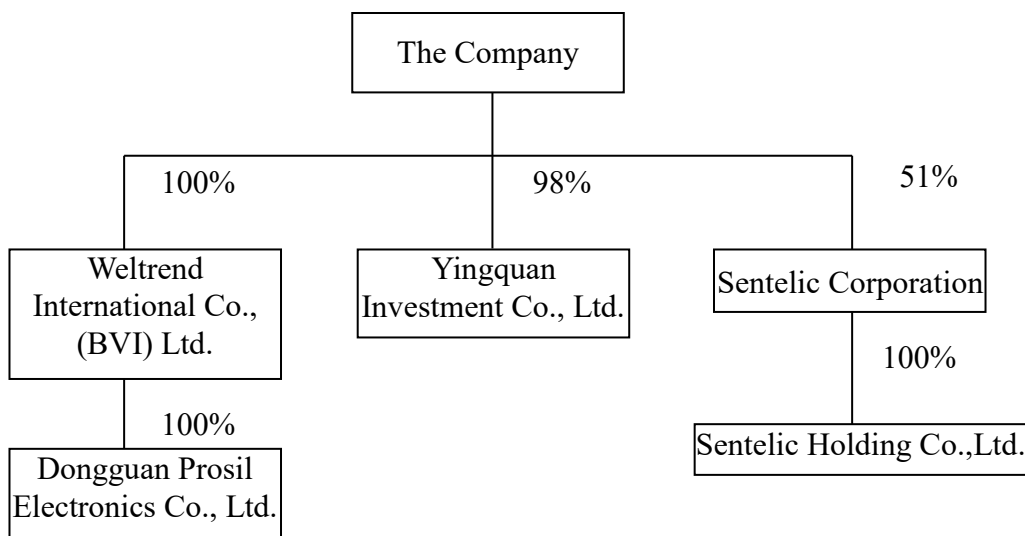 The Company
100%
98%
51%
Weltrend
International Co.,
(BVI) Ltd.
Yingquan
Investment Co., Ltd.
Sentelic Corporation
100%
100%
Dongguan Prosil
Electronics Co., Ltd.
Sentelic Holding Co.,Ltd.